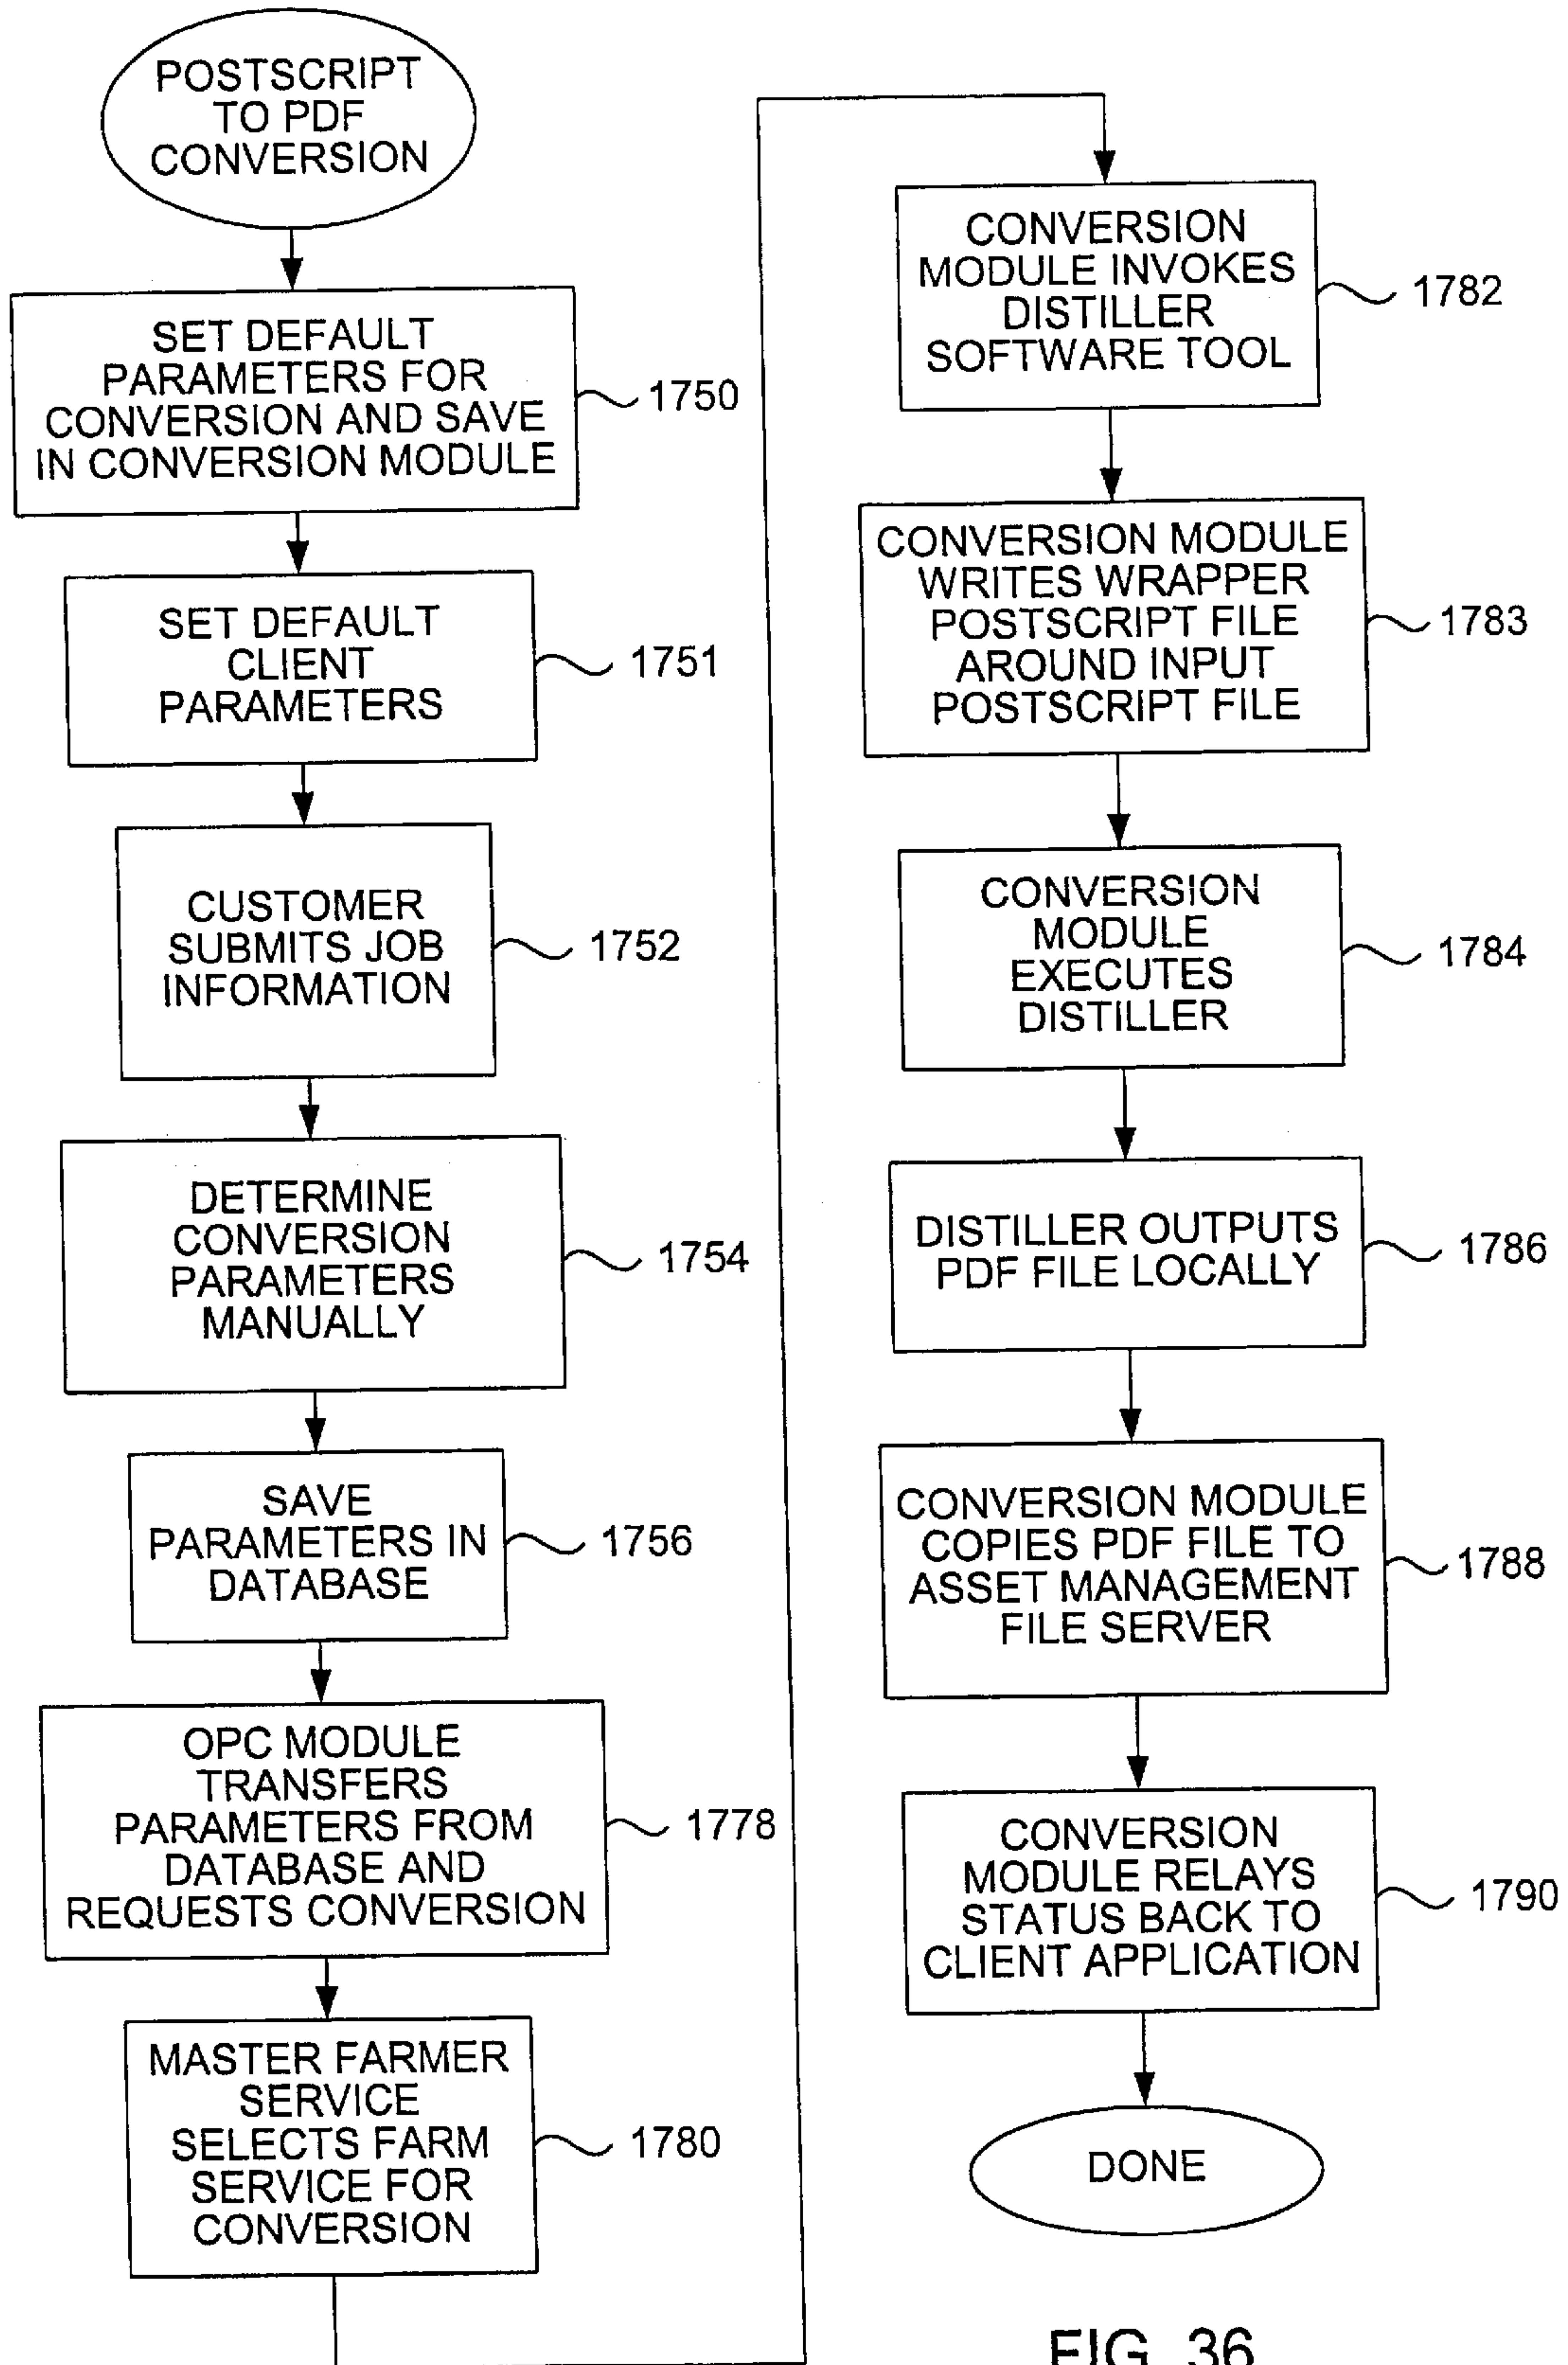 POSTSCRIPT
TO PDF
CONVERSION
SET DEFAULT
PARAMETERS FOR
CONVERSION AND SAVE
IN CONVERSION MODULE
1750
SET DEFAULT
CLIENT
PARAMETERS
1751
CUSTOMER
SUBMITS JOB
INFORMATION
1752
DETERMINE
CONVERSION
PARAMETERS
MANUALLY
1754
SAVE
PARAMETERS IN
DATABASE
1756
OPC MODULE
TRANSFERS
PARAMETERS FROM
DATABASE AND
REQUESTS CONVERSION
1778
MASTER FARMER
SERVICE
SELECTS FARM
SERVICE FOR
CONVERSION
1780
CONVERSION
MODULE INVOKES
DISTILLER
SOFTWARE TOOL
1782
CONVERSION MODULE
WRITES WRAPPER
POSTSCRIPT FILE
AROUND INPUT
POSTSCRIPT FILE
1783
CONVERSION
MODULE
EXECUTES
DISTILLER
1784
DISTILLER OUTPUTS
PDF FILE LOCALLY
1786
CONVERSION MODULE
COPIES PDF FILE TO
ASSET MANAGEMENT
FILE SERVER
1788
CONVERSION
MODULE RELAYS
STATUS BACK TO
CLIENT APPLICATION
1790
DONE
FIG. 36